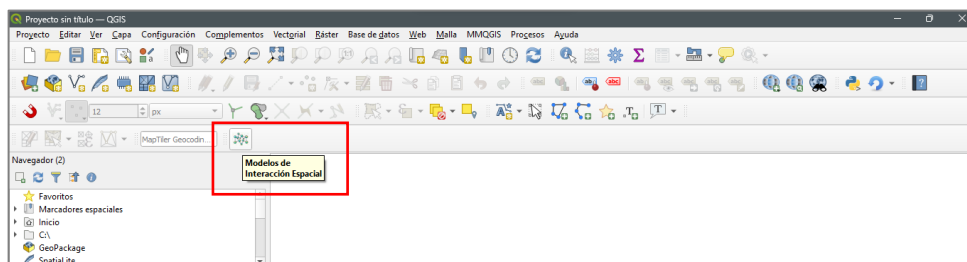 Proyecto sin título — QGIS
Proyecto Editar Ver Capa Configuración Complementos Vectorial Ráster Base de datos Web Malla MMQGIS Procesos Ayuda
12 px
MapTiler Geocodin...
Modelos de
Interacción Espacial
Navegador (2)
Favoritos
Marcadores espaciales
Inicio
C:\
GeoPackage
SpatiaLite